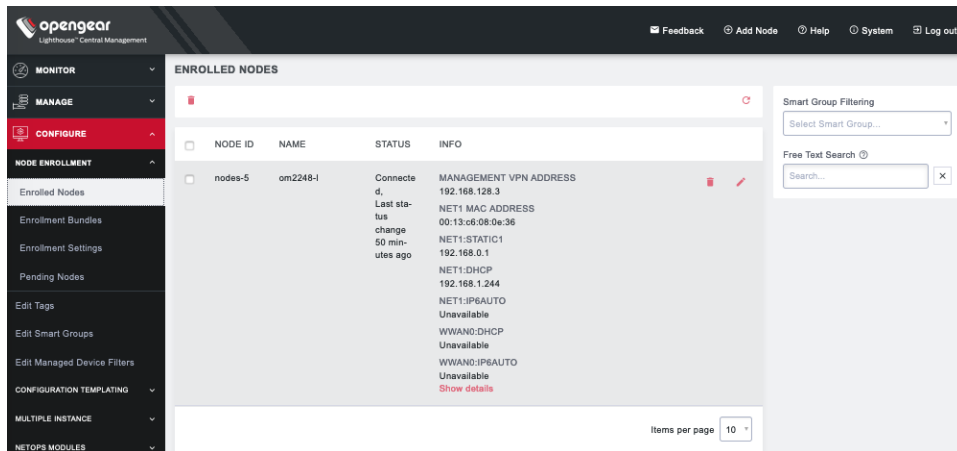 opengear
Lighthouse™ Central Management
Feedback
Add Node
Help
System
Log out
MONITOR
MANAGE
CONFIGURE
NODE ENROLLMENT
Enrolled Nodes
Enrollment Bundles
Enrollment Settings
Pending Nodes
Edit Tags
Edit Smart Groups
Edit Managed Device Filters
CONFIGURATION TEMPLATING
MULTIPLE INSTANCE
NETOPS MODULES
ENROLLED NODES
NODE ID NAME STATUS INFO
nodes-5
om2248-l
Connecte
d,
Last sta-
tus
change
50 min-
utes ago
MANAGEMENT VPN ADDRESS
192.168.128.3
NET1 MAC ADDRESS
00:13:c6:08:0e:36
NET1:STATIC1
192.168.0.1
NET1:DHCP
192.168.1.244
NET1:IP6AUTO
Unavailable
WWAN0:DHCP
Unavailable
WWAN0:IP6AUTO
Unavailable
Show details
Items per page 10
Smart Group Filtering
Select Smart Group...
Free Text Search
Search...